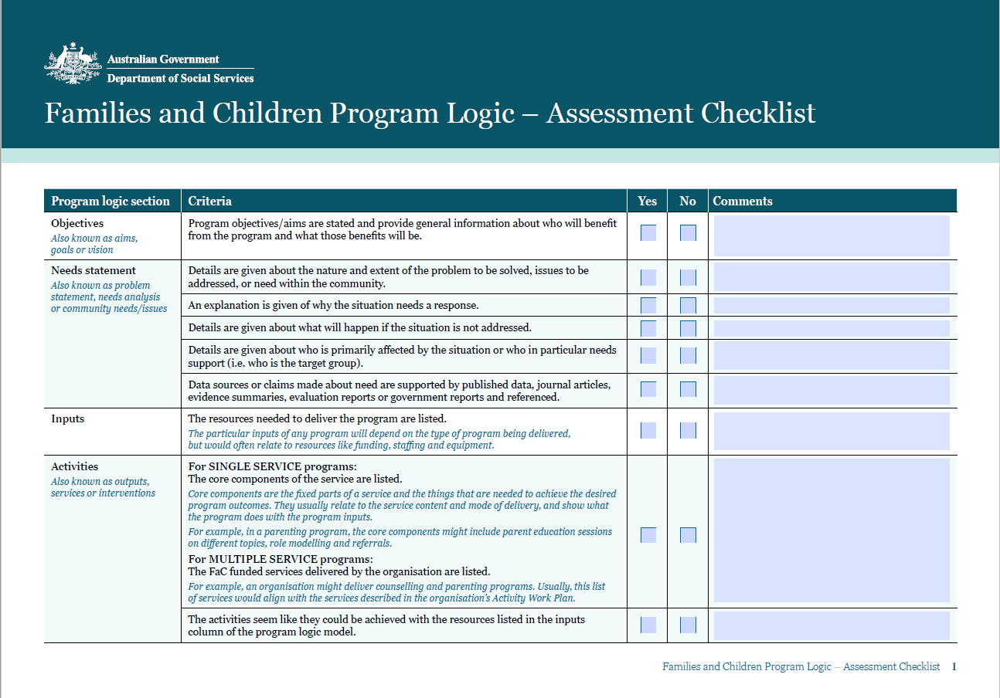 Australian Government
Department of Social Services
Families and Children Program Logic – Assessment Checklist
Program logic section
Criteria
Yes
No
Comments
Objectives
Also known as aims,
goals or vision
Program objectives/aims are stated and provide general information about who will benefit
from the program and what those benefits will be.
Needs statement
Also known as problem
statement, needs analysis
or community needs/issues
Details are given about the nature and extent of the problem to be solved, issues to be
addressed, or need within the community.
An explanation is given of why the situation needs a response.
Details are given about what will happen if the situation is not addressed.
Details are given about who is primarily affected by the situation or who in particular needs
support (i.e. who is the target group).
Data sources or claims made about need are supported by published data, journal articles,
evidence summaries, evaluation reports or government reports and referenced.
Inputs
The resources needed to deliver the program are listed.
The particular inputs of any program will depend on the type of program being delivered,
but would often relate to resources like funding, staffing and equipment.
Activities
Also known as outputs,
services or interventions
For SINGLE SERVICE programs:
The core components of the service are listed.
Core components are the fixed parts of a service and the things that are needed to achieve the desired
program outcomes. They usually relate to the service content and mode of delivery, and show what
the program does with the program inputs.
For example, in a parenting program, the core components might include parent education sessions
on different topics, role modelling and referrals.
For MULTIPLE SERVICE programs:
The FaC funded services delivered by the organisation are listed.
For example, an organisation might deliver counselling and parenting programs. Usually, this list
of services would align with the services described in the organisation's Activity Work Plan.
The activities seem like they could be achieved with the resources listed in the inputs
column of the program logic model.
Families and Children Program Logic – Assessment Checklist 1